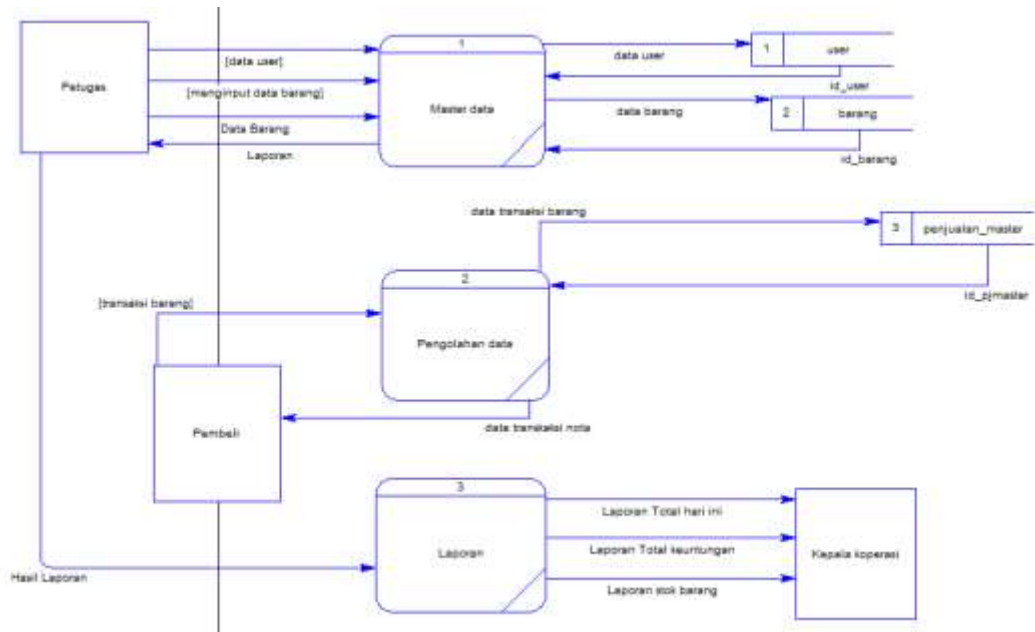 Petugas
[data user]
[menginput data barang]
Data Barang
Laporan
1
Master data
data user
1 user
id_user
data barang
2 barang
id_barang
data transaksi barang
3 penjualan_master
id_pjmaster
[transaksi barang]
2
Pengolahan data
Pembeli
data transkaksi nota
3
Laporan
Hasil Laporan
Laporan Total hari ini
Laporan Total keuntungan
Laporan stok barang
Kepala koperasi